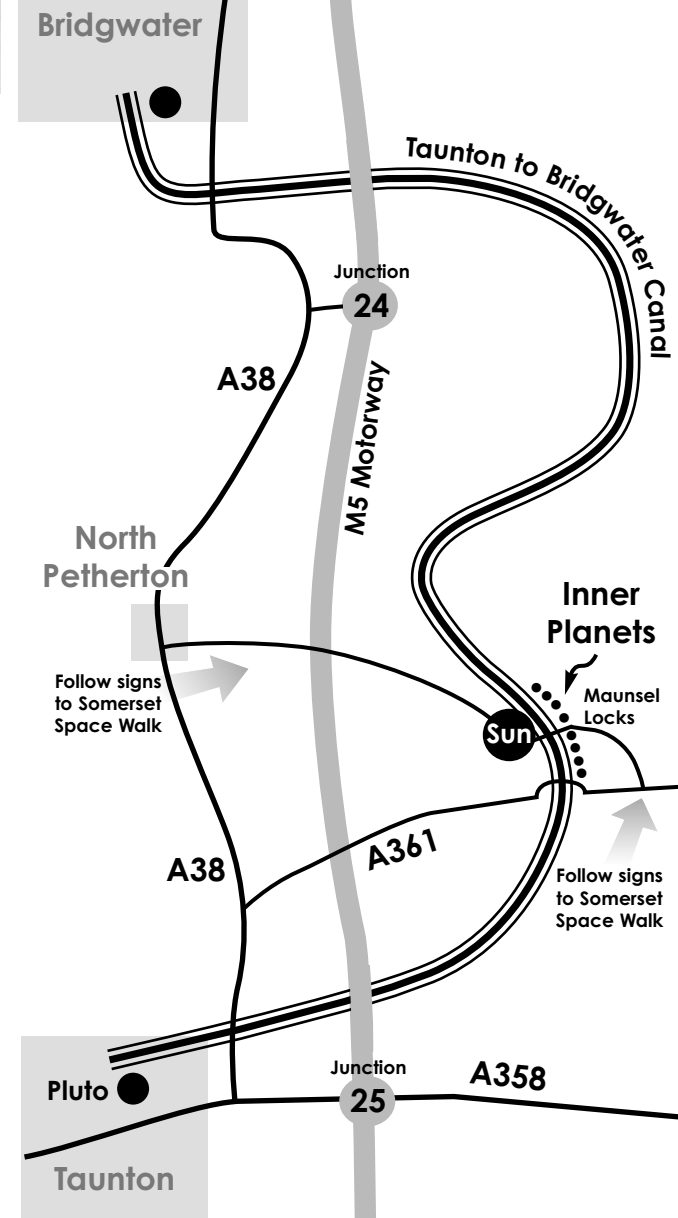 Bridgwater
Taunton to Bridgwater Canal
Junction
24
A38
M5 Motorway
North
Petherton
Inner
Planets
Follow signs
to Somerset
Space Walk
Maunsel
Locks
Sun
A361
A38
Follow signs
to Somerset
Space Walk
Junction
25
A358
Pluto
Taunton